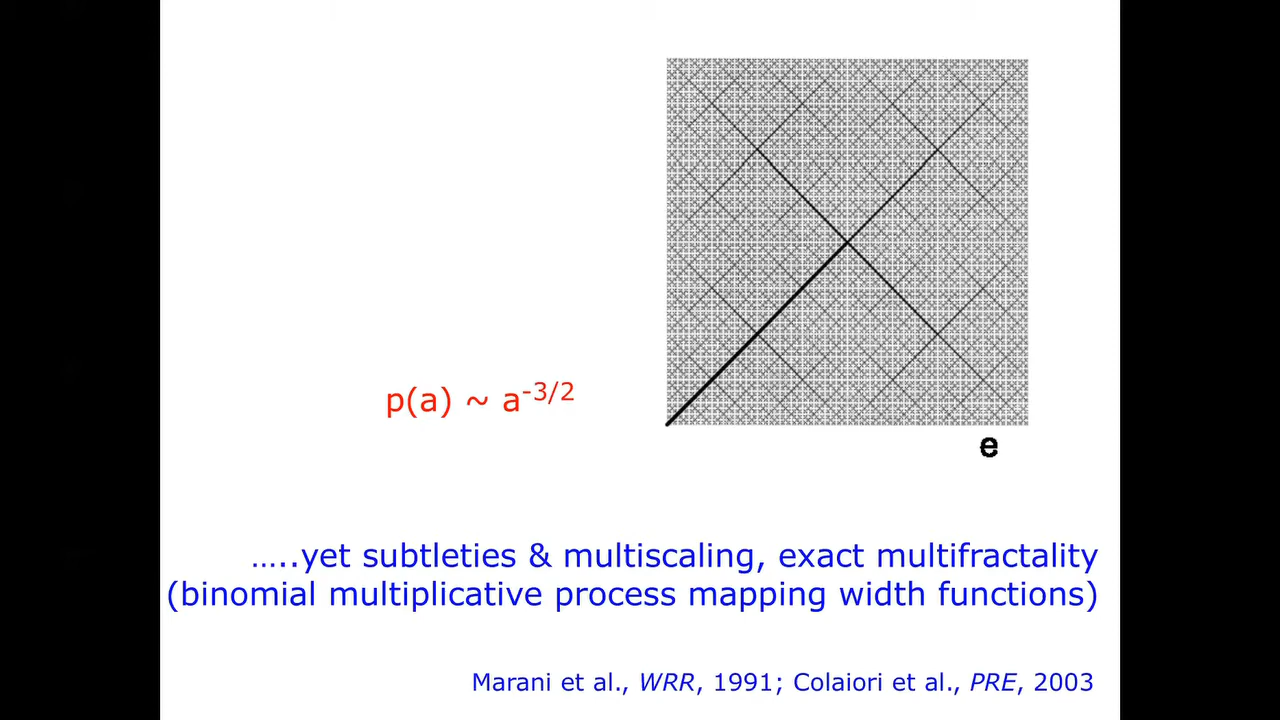 e
p(a) ~ a-3/2
…..yet subtleties & multiscaling, exact multifractality
(binomial multiplicative process mapping width functions)
Marani et al., WRR, 1991; Colaiori et al., PRE, 2003